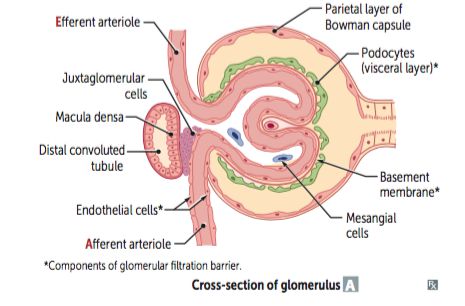 Efferent arteriole
Parietal layer of
Bowman capsule
Podocytes
(visceral layer)*
Juxtaglomerular
cells
Macula densa
Distal convoluted
tubule
Basement
membrane*
Endothelial cells*
Mesangial
cells
Afferent arteriole
*Components of glomerular filtration barrier.
Cross-section of glomerulus A
Rx